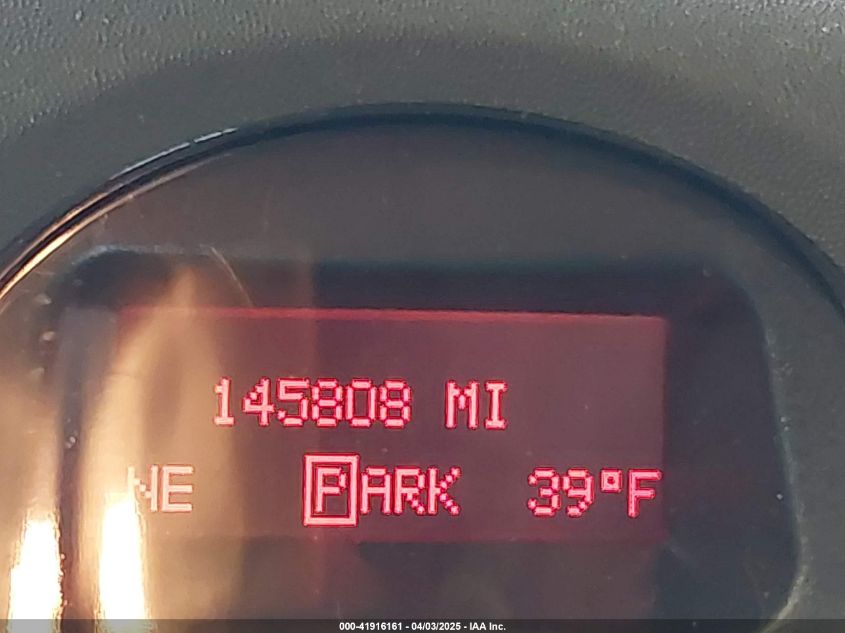 145808 MI
NE PARK 39°F
000-41916161 - 04/03/2025 - IAA Inc.